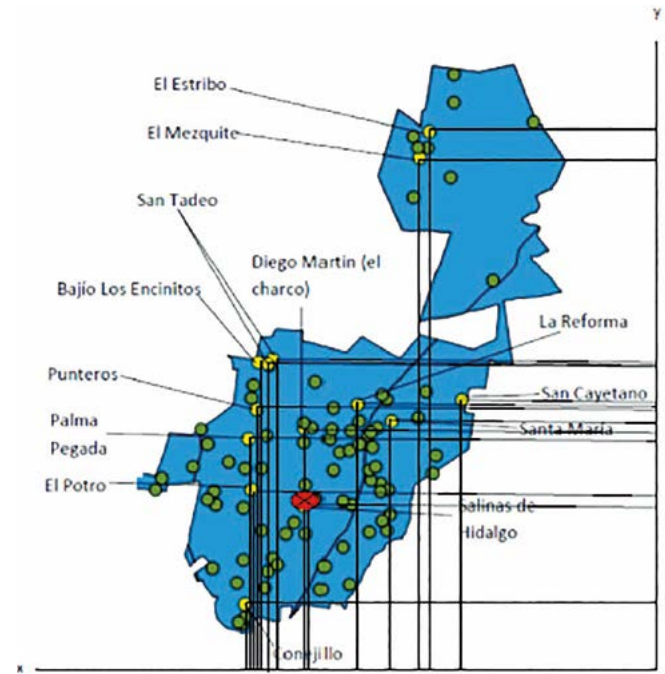 y
El Estribo
El Mezquite
San Tadeo
Diego Martin (el
charco)
Bajío Los Encinitos
La Reforma
Punteros
San Cayetano
Palma
Pegada
Santa María
El Potro
Salinas de
Hidalgo
Conejillo
x